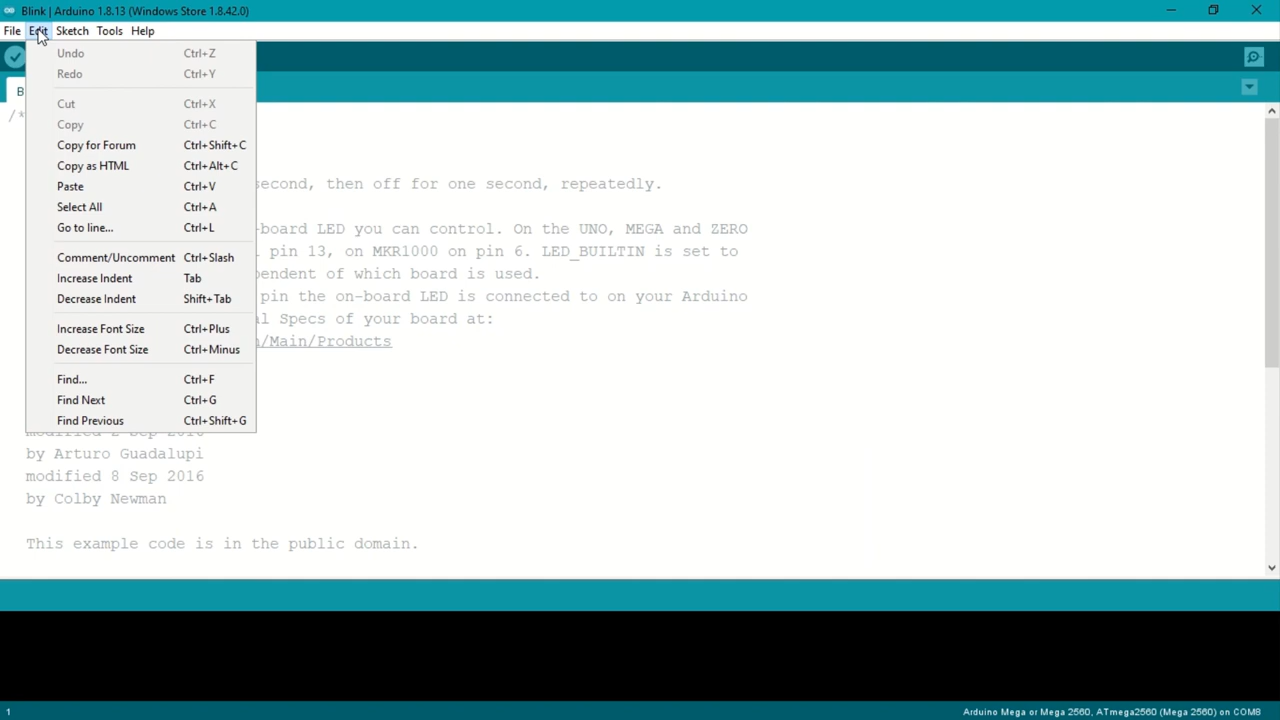 Blink | Arduino 1.8.13 (Windows Store 1.8.42.0)
File Edit Sketch Tools Help
Undo Ctrl+Z
Redo Ctrl+Y
Cut Ctrl+X
Copy Ctrl+C
Copy for Forum Ctrl+Shift+C
Copy as HTML Ctrl+Alt+C
Paste Ctrl+V
Select All Ctrl+A
Go to line... Ctrl+L
Comment/Uncomment Ctrl+Slash
Increase Indent Tab
Decrease Indent Shift+Tab
Increase Font Size Ctrl+Plus
Decrease Font Size Ctrl+Minus
Find... Ctrl+F
Find Next Ctrl+G
Find Previous Ctrl+Shift+G
B
/*
second, then off for one second, repeatedly.
-board LED you can control. On the UNO, MEGA and ZERO
pin 13, on MKR1000 on pin 6. LED_BUILTIN is set to
pendent of which board is used.
pin the on-board LED is connected to on your Arduino
al Specs of your board at:
/Main/Products
modified 2 Sep 2016
by Arturo Guadalupi
modified 8 Sep 2016
by Colby Newman
This example code is in the public domain.
1
Arduino Mega or Mega 2560, ATmega2560 (Mega 2560) on COM8